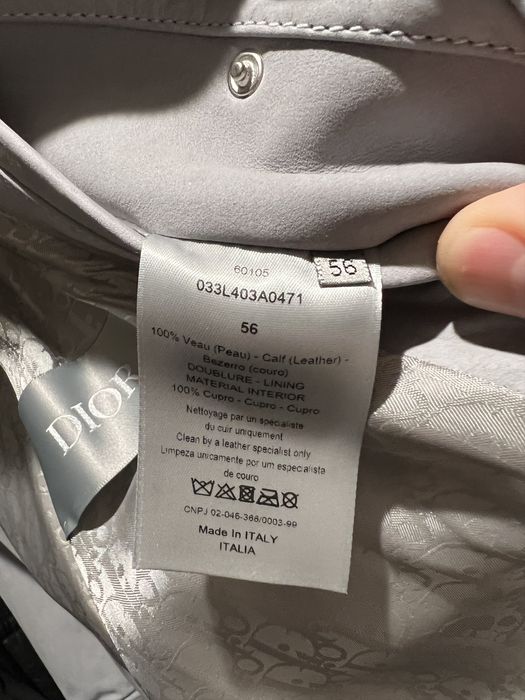 60105
56
033L403A0471
56
100% Veau (Peau) - Calf (Leather) -
Bezerro (couro)
DOUBLURE - LINING
MATERIAL INTERIOR
100% Cupro - Cupro - Cupro
Nettoyage par un spécialiste
du cuir uniquement
Clean by a leather specialist only
Limpeza unicamente por um especialista
de couro
CNPJ 02-046-366/0003-99
Made In ITALY
ITALIA
DIOR